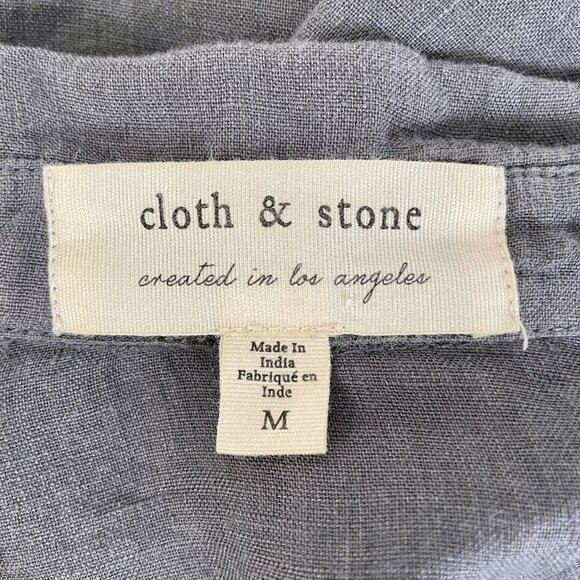 cloth & stone
created in los angeles
Made In
India
Fabriqué en
Inde
M